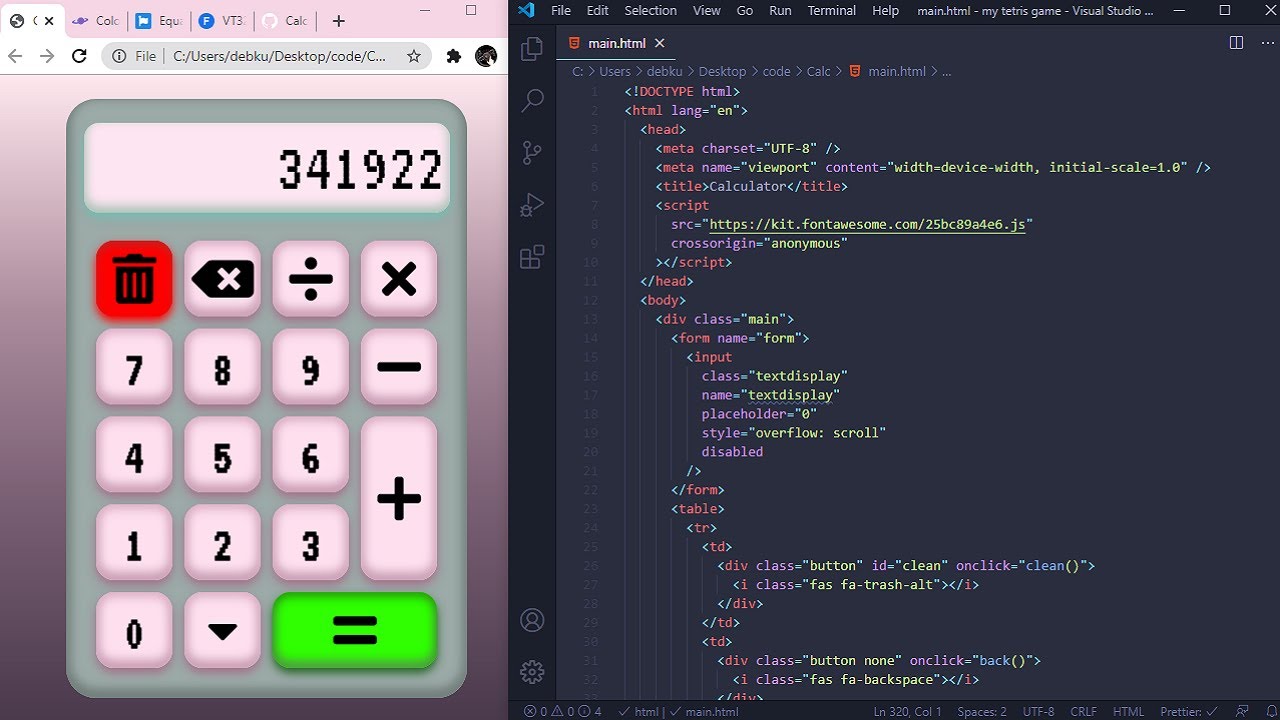 C
Colc
Equa
VT3.
Calc
File
C:/Users/debku/Desktop/code/C...
341922
7 8 9
4 5 6
1 2 3
0
File Edit Selection View Go Run Terminal Help main.html - my tetris game - Visual Studio ...
main.html
C: > Users > debku > Desktop > code > Calc > main.html > ...
1 <!DOCTYPE html>
2 <html lang="en">
3 <head>
4 <meta charset="UTF-8" />
5 <meta name="viewport" content="width=device-width, initial-scale=1.0" />
6 <title>Calculator</title>
7 <script
8 src="https://kit.fontawesome.com/25bc89a4e6.js"
9 crossorigin="anonymous"
10 ></script>
11 </head>
12 <body>
13 <div class="main">
14 <form name="form">
15 <input
16 class="textdisplay"
17 name="textdisplay"
18 placeholder="0"
19 style="overflow: scroll"
20 disabled
21 />
22 </form>
23 <table>
24 <tr>
25 <td>
26 <div class="button" id="clean" onclick="clean()">
27 <i class="fas fa-trash-alt"></i>
28 </div>
29 </td>
30 <td>
31 <div class="button none" onclick="back()">
32 <i class="fas fa-backspace"></i>
33 </div>
0 0 4 html | main.html Ln 320, Col 1 Spaces: 2 UTF-8 CRLF HTML Prettier: